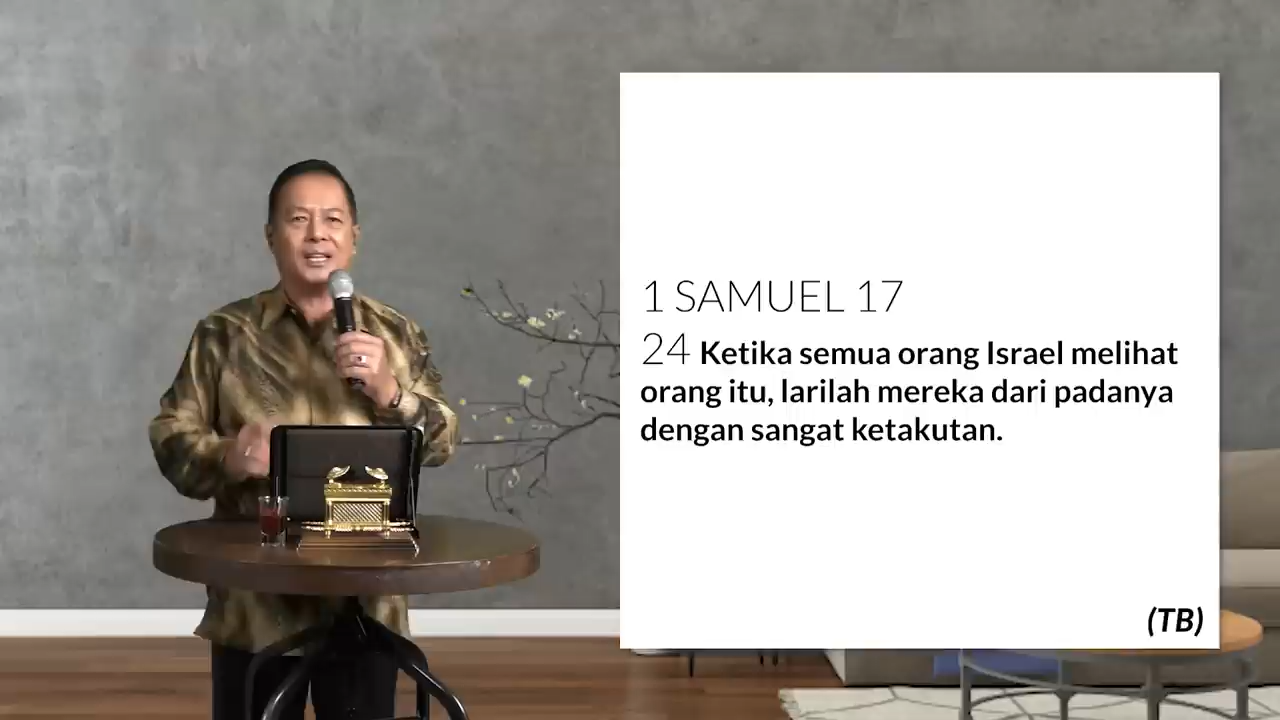 1 SAMUEL 17
24 Ketika semua orang Israel melihat
orang itu, larilah mereka dari padanya
dengan sangat ketakutan.
(TB)